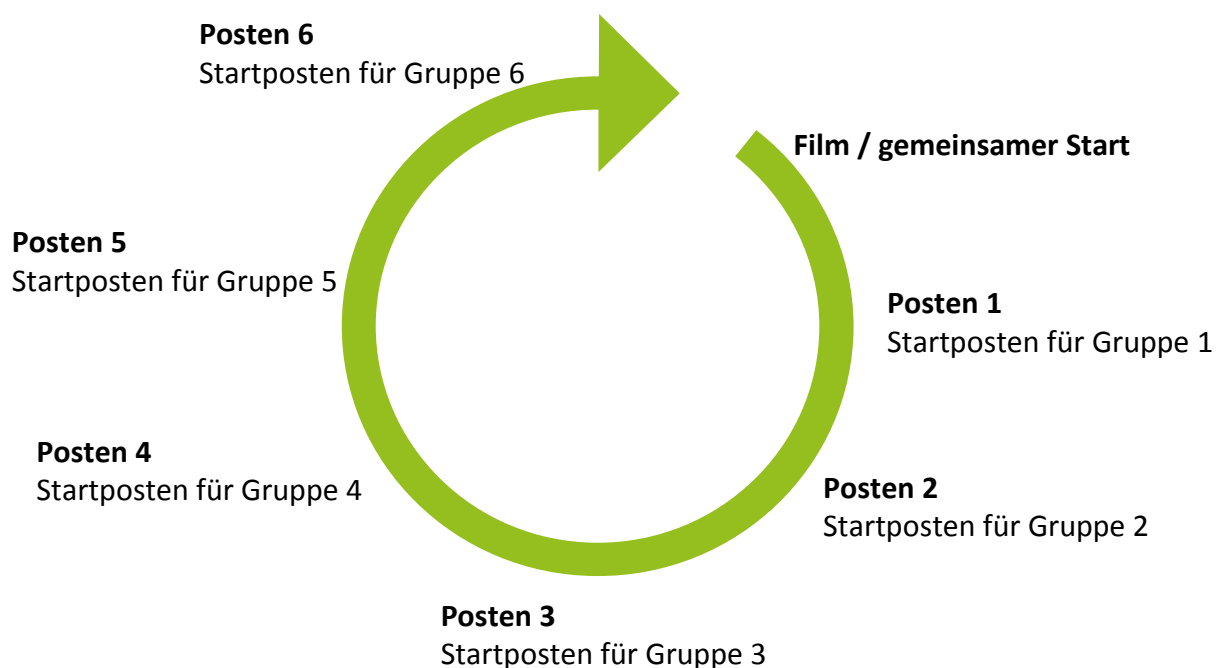 Posten 6
Startposten für Gruppe 6
Film / gemeinsamer Start
Posten 5
Startposten für Gruppe 5
Posten 1
Startposten für Gruppe 1
Posten 4
Startposten für Gruppe 4
Posten 2
Startposten für Gruppe 2
Posten 3
Startposten für Gruppe 3